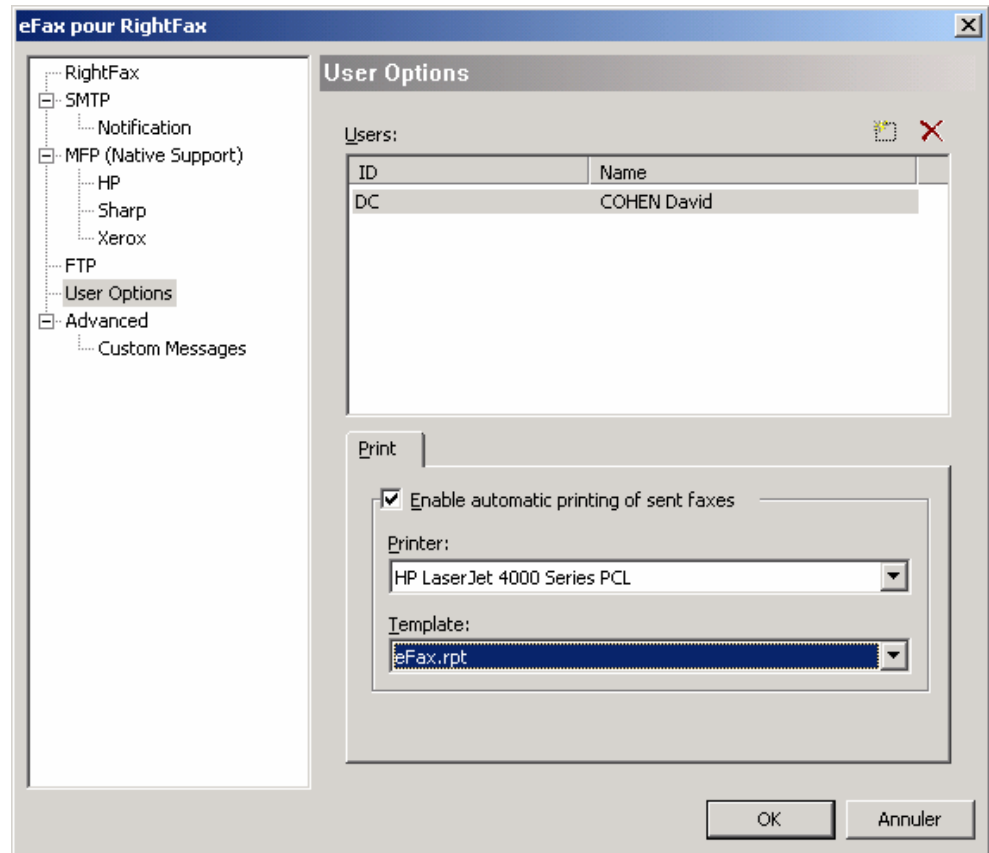 eFax pour RightFax
RightFax
SMTP
Notification
MFP (Native Support)
HP
Sharp
Xerox
FTP
User Options
Advanced
Custom Messages
User Options
Users:
ID Name
DC COHEN David
Print
Enable automatic printing of sent faxes
Printer:
HP LaserJet 4000 Series PCL
Template:
eFax.rpt
OK Annuler